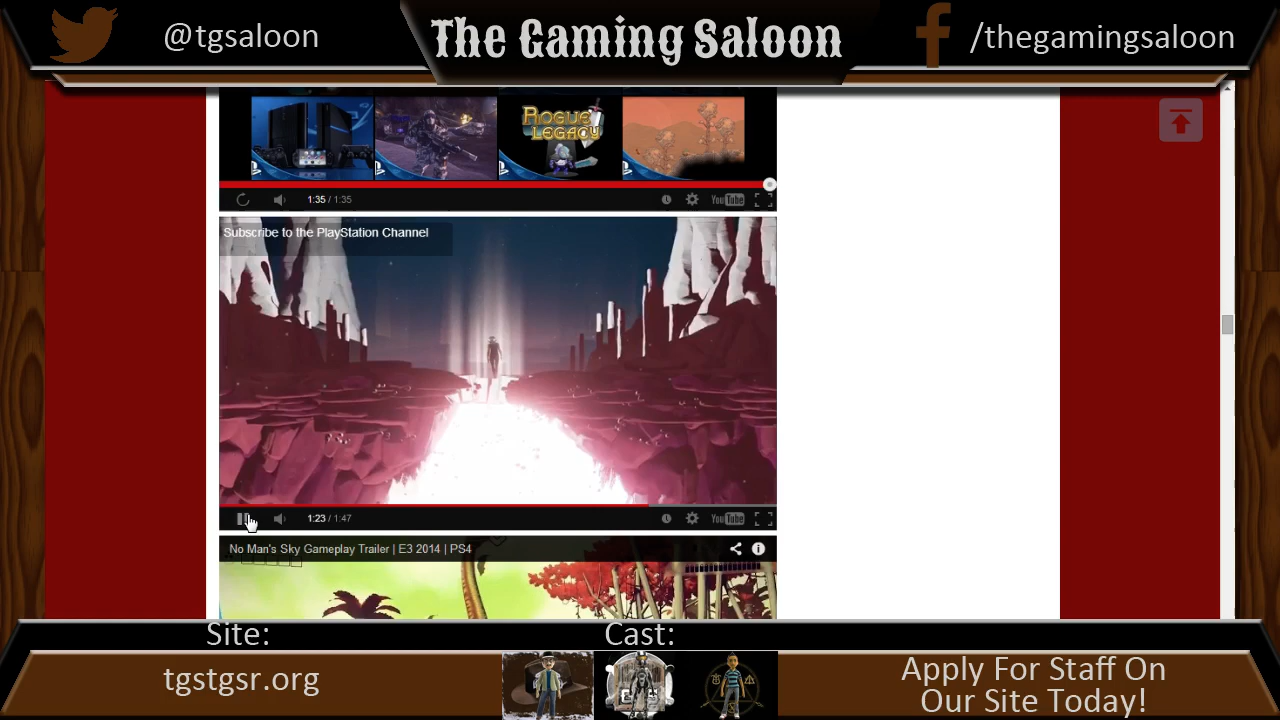 @tgsaloon
The Gaming Saloon
/thegamingsaloon
ROGUE
LEGACY
1:35 / 1:35
YouTube
Subscribe to the PlayStation Channel
1:23 / 1:47
YouTube
No Man's Sky Gameplay Trailer | E3 2014 | PS4
Site:
Cast:
tgstgsr.org
Apply For Staff On
Our Site Today!